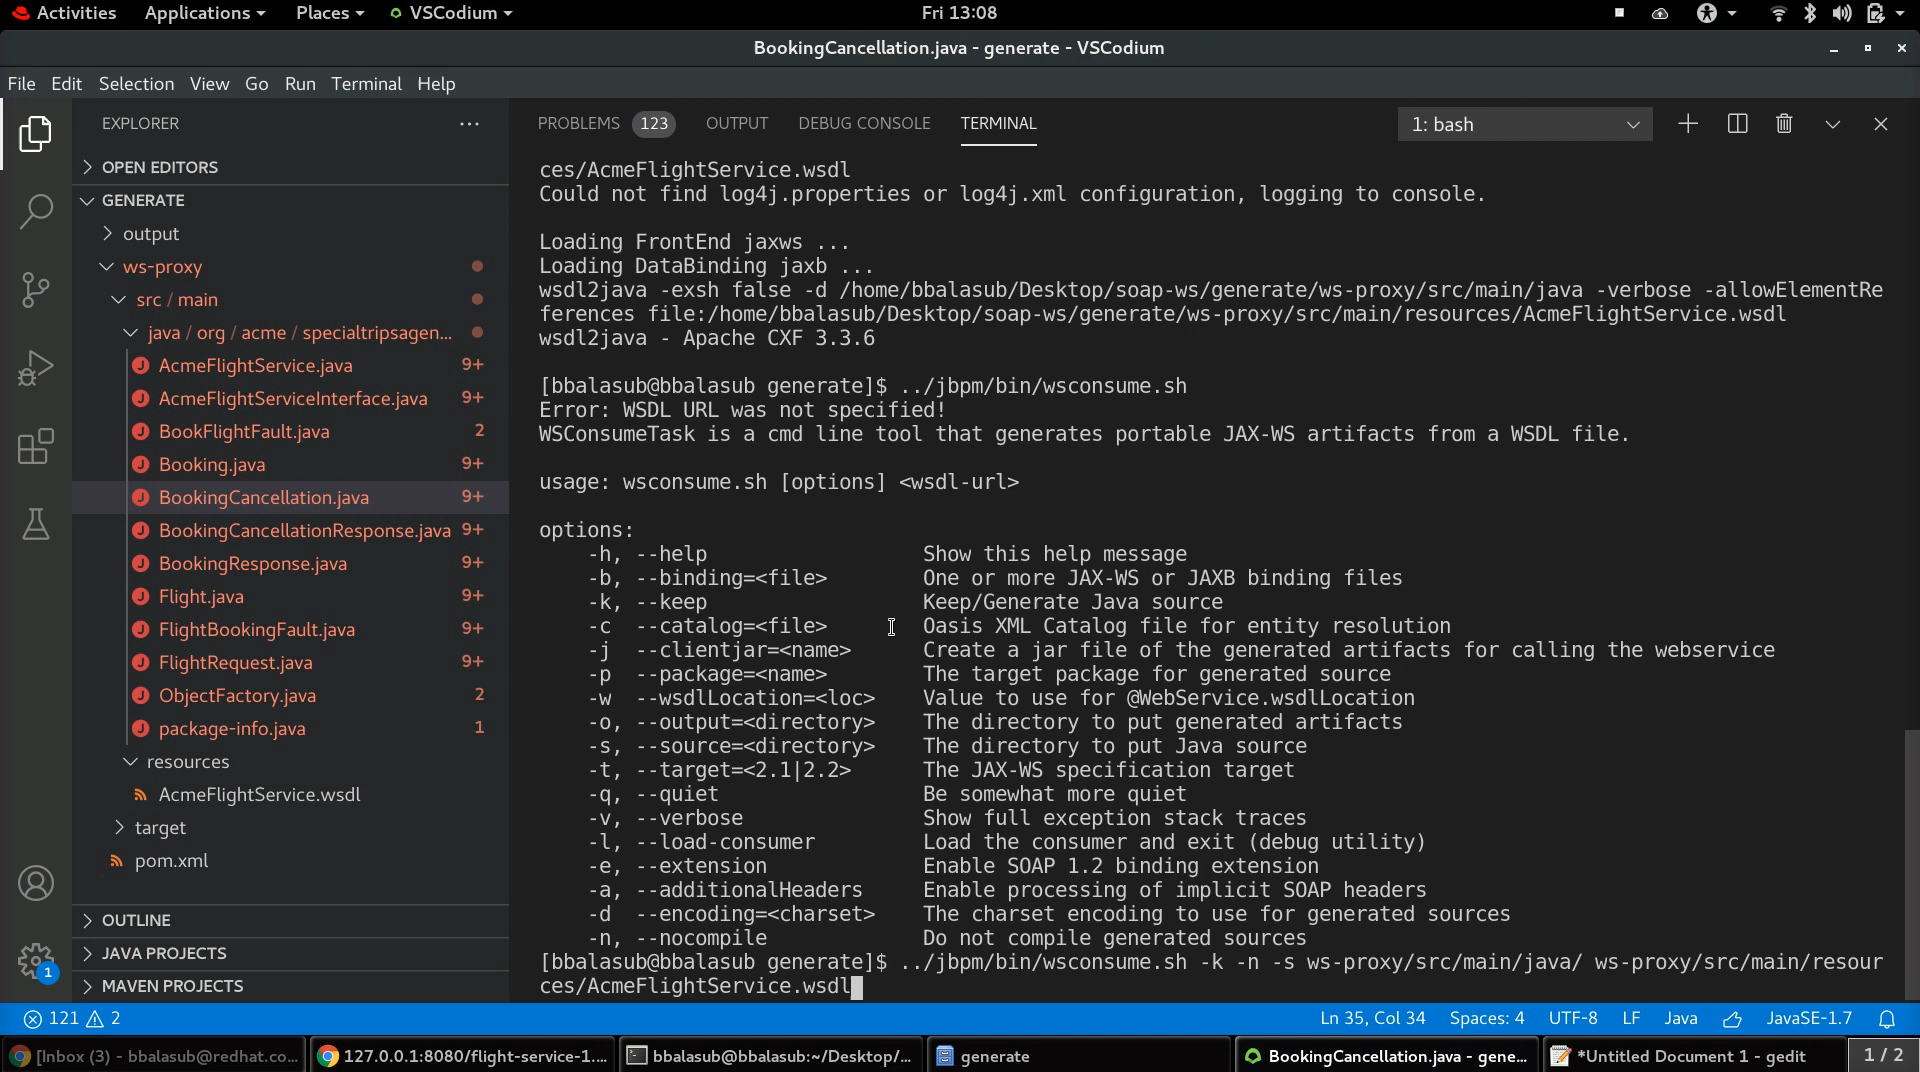 Activities Applications Places VSCodium Fri 13:08
BookingCancellation.java - generate - VSCodium
File Edit Selection View Go Run Terminal Help
EXPLORER
OPEN EDITORS
GENERATE
output
ws-proxy
src / main
java / org / acme / specialtripsagen...
AcmeFlightService.java 9+
AcmeFlightServiceInterface.java 9+
BookFlightFault.java 2
Booking.java 9+
BookingCancellation.java 9+
BookingCancellationResponse.java 9+
BookingResponse.java 9+
Flight.java 9+
FlightBookingFault.java 9+
FlightRequest.java 9+
ObjectFactory.java 2
package-info.java 1
resources
AcmeFlightService.wsdl
target
pom.xml
OUTLINE
JAVA PROJECTS
MAVEN PROJECTS
1
PROBLEMS 123 OUTPUT DEBUG CONSOLE TERMINAL 1: bash
ces/AcmeFlightService.wsdl
Could not find log4j.properties or log4j.xml configuration, logging to console.
Loading FrontEnd jaxws ...
Loading DataBinding jaxb ...
wsdl2java -exsh false -d /home/bbalasub/Desktop/soap-ws/generate/ws-proxy/src/main/java -verbose -allowElementRe
ferences file:/home/bbalasub/Desktop/soap-ws/generate/ws-proxy/src/main/resources/AcmeFlightService.wsdl
wsdl2java - Apache CXF 3.3.6
[bbalasub@bbalasub generate]$ ../jbpm/bin/wsconsume.sh
Error: WSDL URL was not specified!
WSConsumeTask is a cmd line tool that generates portable JAX-WS artifacts from a WSDL file.
usage: wsconsume.sh [options] <wsdl-url>
options:
-h, --help Show this help message
-b, --binding=<file> One or more JAX-WS or JAXB binding files
-k, --keep Keep/Generate Java source
-c --catalog=<file> Oasis XML Catalog file for entity resolution
-j --clientjar=<name> Create a jar file of the generated artifacts for calling the webservice
-p --package=<name> The target package for generated source
-w --wsdlLocation=<loc> Value to use for @WebService.wsdlLocation
-o, --output=<directory> The directory to put generated artifacts
-s, --source=<directory> The directory to put Java source
-t, --target=<2.1|2.2> The JAX-WS specification target
-q, --quiet Be somewhat more quiet
-v, --verbose Show full exception stack traces
-l, --load-consumer Load the consumer and exit (debug utility)
-e, --extension Enable SOAP 1.2 binding extension
-a, --additionalHeaders Enable processing of implicit SOAP headers
-d --encoding=<charset> The charset encoding to use for generated sources
-n, --nocompile Do not compile generated sources
[bbalasub@bbalasub generate]$ ../jbpm/bin/wsconsume.sh -k -n -s ws-proxy/src/main/java/ ws-proxy/src/main/resour
ces/AcmeFlightService.wsdl
121 2 Ln 35, Col 34 Spaces: 4 UTF-8 LF Java JavaSE-1.7
[Inbox (3) - bbalasub@redhat.co... 127.0.0.1:8080/flight-service-1.... bbalasub@bbalasub:~/Desktop/... generate BookingCancellation.java - gene... *Untitled Document 1 - gedit 1 / 2